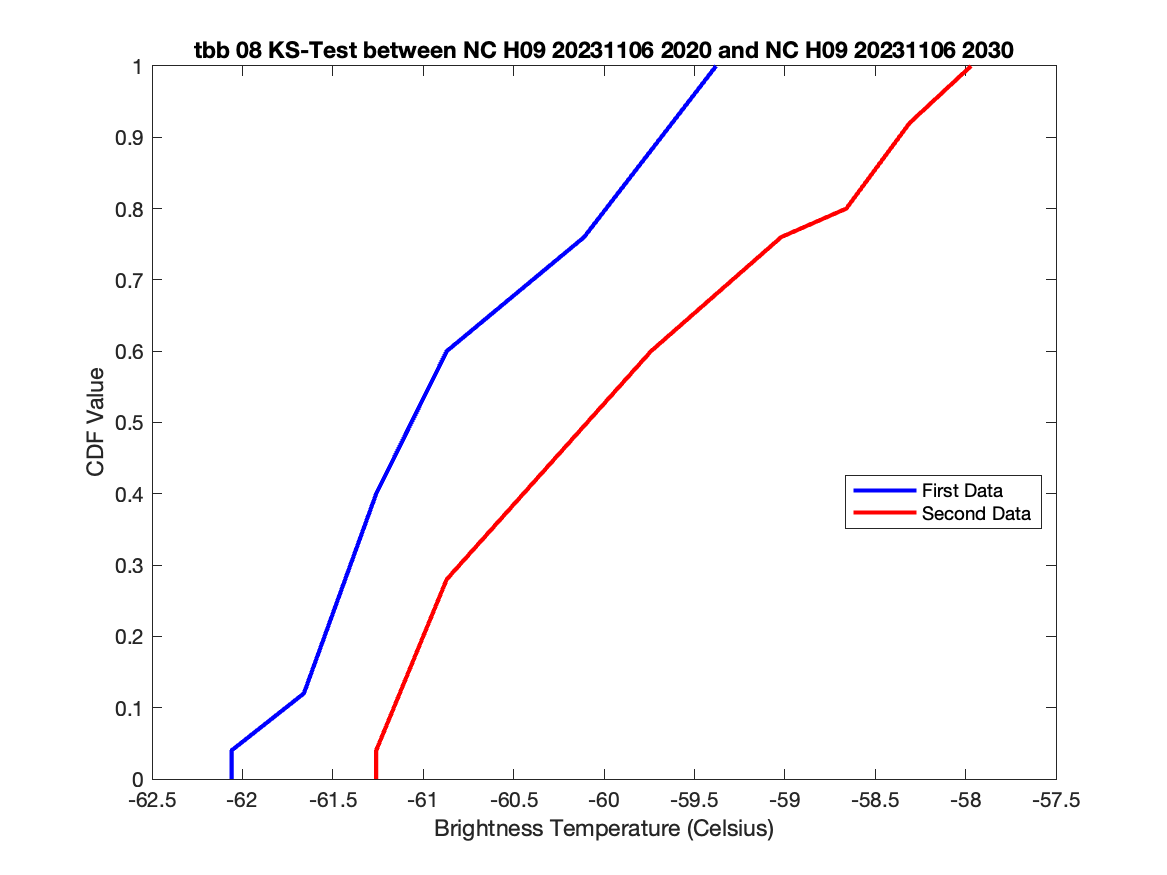 tbb 08 KS-Test between NC H09 20231106 2020 and NC H09 20231106 2030
1
0.9
0.8
0.7
0.6
0.5
0.4
0.3
0.2
0.1
0
CDF Value
First Data
Second Data
-62.5 -62 -61.5 -61 -60.5 -60 -59.5 -59 -58.5 -58 -57.5
Brightness Temperature (Celsius)